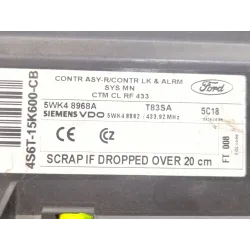 CONTR ASY-R/CONTR LK & ALRM
SYS MN
CTM CL RF 433
Ford
5WK4 8968A
T83SA
5C18
SIEMENS VDO 5WK4 8962 / 433.92 MHz
4S6T-15K600-CB
CE
SCRAP IF DROPPED OVER 20 cm
FT 008